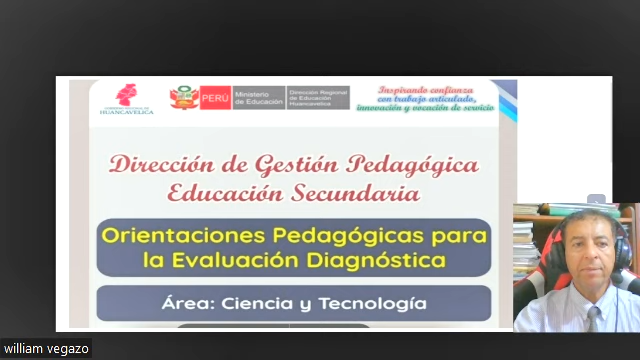 GOBIERNO REGIONAL DE
HUANCAVELICA
PERÚ
Ministerio
de Educación
Dirección Regional
de Educación
Huancavelica
Inspirando confianza
con trabajo articulado,
innovación y vocación de servicio
Dirección de Gestión Pedagógica
Educación Secundaria
Orientaciones Pedagógicas para
la Evaluación Diagnóstica
Área: Ciencia y Tecnología
william vegazo